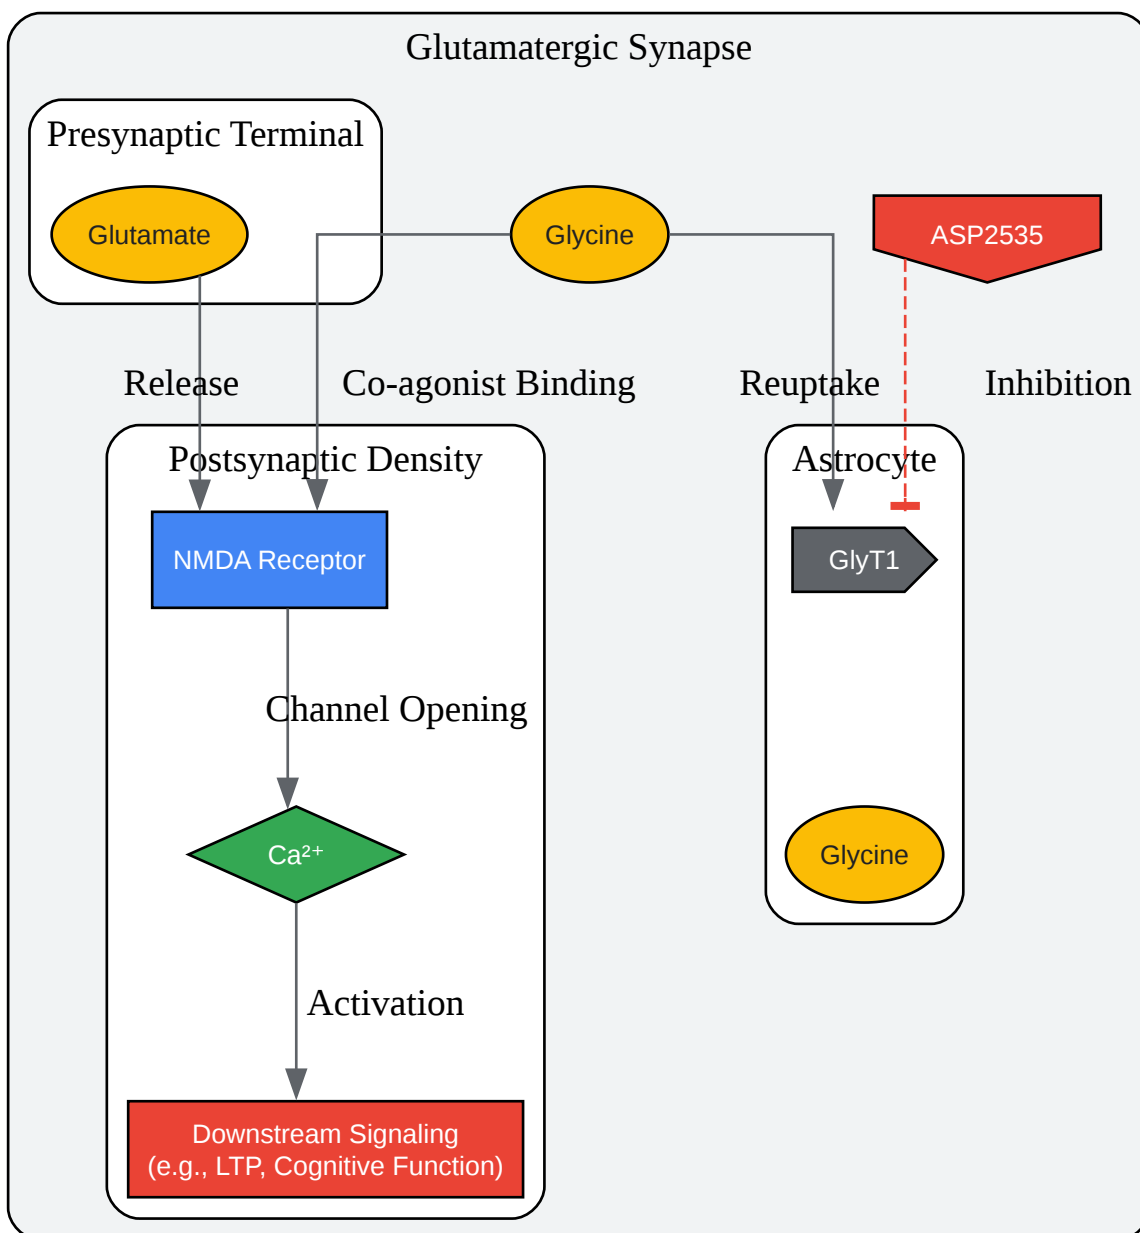 Glutamatergic Synapse
Presynaptic Terminal
Glutamate
Glycine
ASP2535
Release
Co-agonist Binding
Reuptake
Inhibition
Postsynaptic Density
Astrocyte
NMDA Receptor
GlyT1
Channel Opening
Ca²⁺
Glycine
Activation
Downstream Signaling
(e.g., LTP, Cognitive Function)